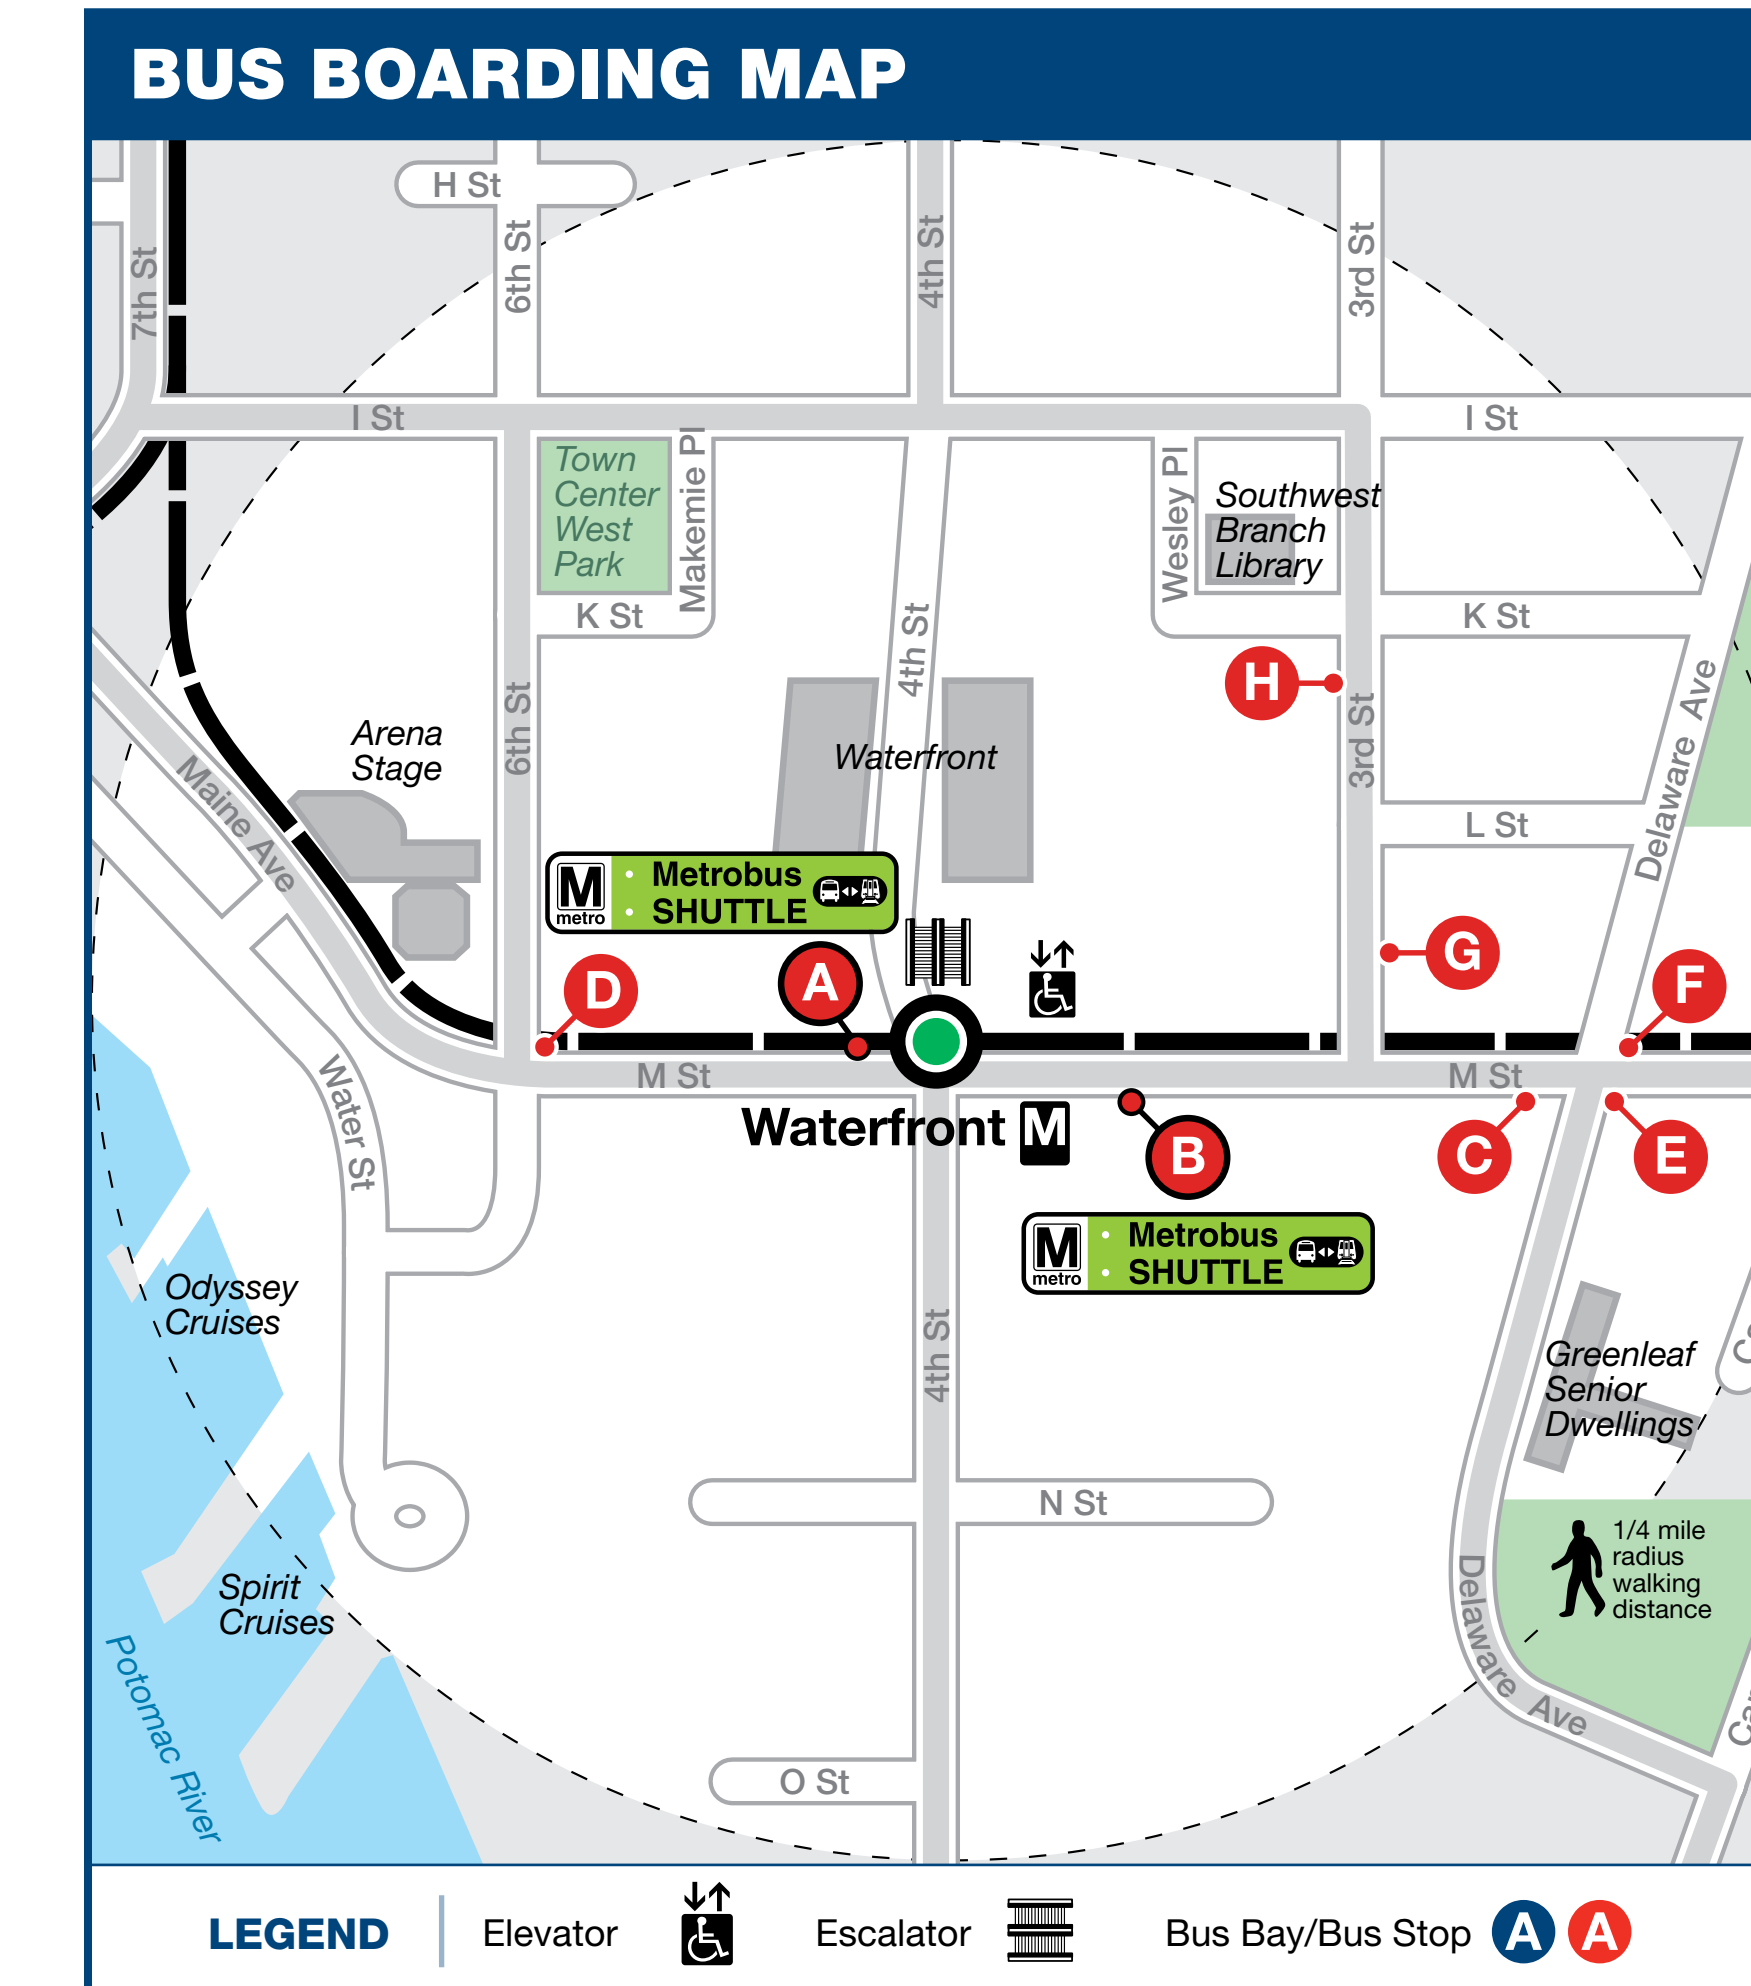 BUS BOARDING MAP
H St
7th St
6th St
4th St
3rd St
I St
I St
Town
Center
West
Park
Makemie Pl
Wesley Pl
Southwest
Branch
Library
K St
K St
4th St
H
6th St
3rd St
Delaware Ave
Arena
Stage
Waterfront
Maine Ave
L St
M
metro
Metrobus
SHUTTLE
D
A
G
F
M St
M St
Water St
Waterfront M
B
C
E
M
metro
Metrobus
SHUTTLE
Odyssey
Cruises
4th St
Greenleaf
Senior
Dwellings
N St
1/4 mile
radius
walking
distance
Spirit
Cruises
Delaware Ave
Potomac River
O St
LEGEND
Elevator
Escalator
Bus Bay/Bus Stop A A